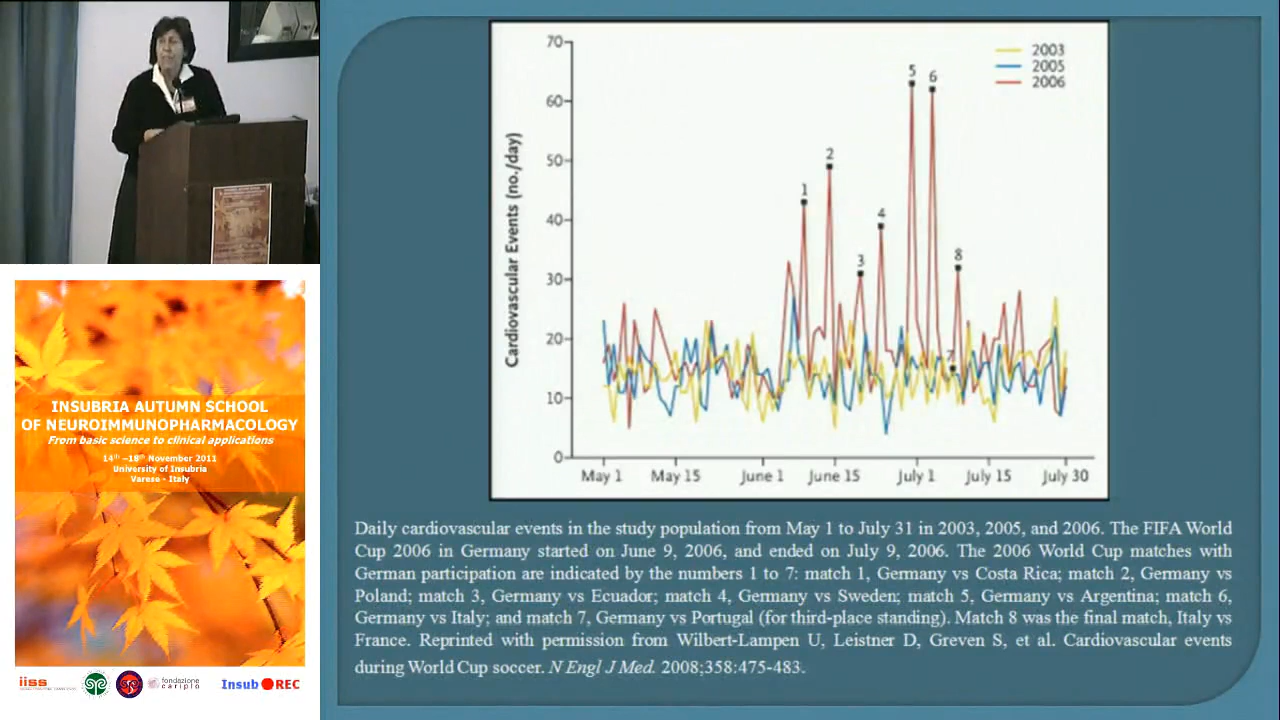 70
60
50
40
30
20
10
0
Cardiovascular Events (no./day)
2003
2005
2006
1
2
3
4
5
6
7
8
May 1
May 15
June 1
June 15
July 1
July 15
July 30
Daily cardiovascular events in the study population from May 1 to July 31 in 2003, 2005, and 2006. The FIFA World
Cup 2006 in Germany started on June 9, 2006, and ended on July 9, 2006. The 2006 World Cup matches with
German participation are indicated by the numbers 1 to 7: match 1, Germany vs Costa Rica; match 2, Germany vs
Poland; match 3, Germany vs Ecuador; match 4, Germany vs Sweden; match 5, Germany vs Argentina; match 6,
Germany vs Italy; and match 7, Germany vs Portugal (for third-place standing). Match 8 was the final match, Italy vs
France. Reprinted with permission from Wilbert-Lampen U, Leistner D, Greven S, et al. Cardiovascular events
during World Cup soccer. N Engl J Med. 2008;358:475-483.
INSUBRIA AUTUMN SCHOOL
OF NEUROIMMUNOPHARMACOLOGY
From basic science to clinical applications
14th -18th November 2011
University of Insubria
Varese - Italy
iiss
fondazione
cariplo
Insub REC